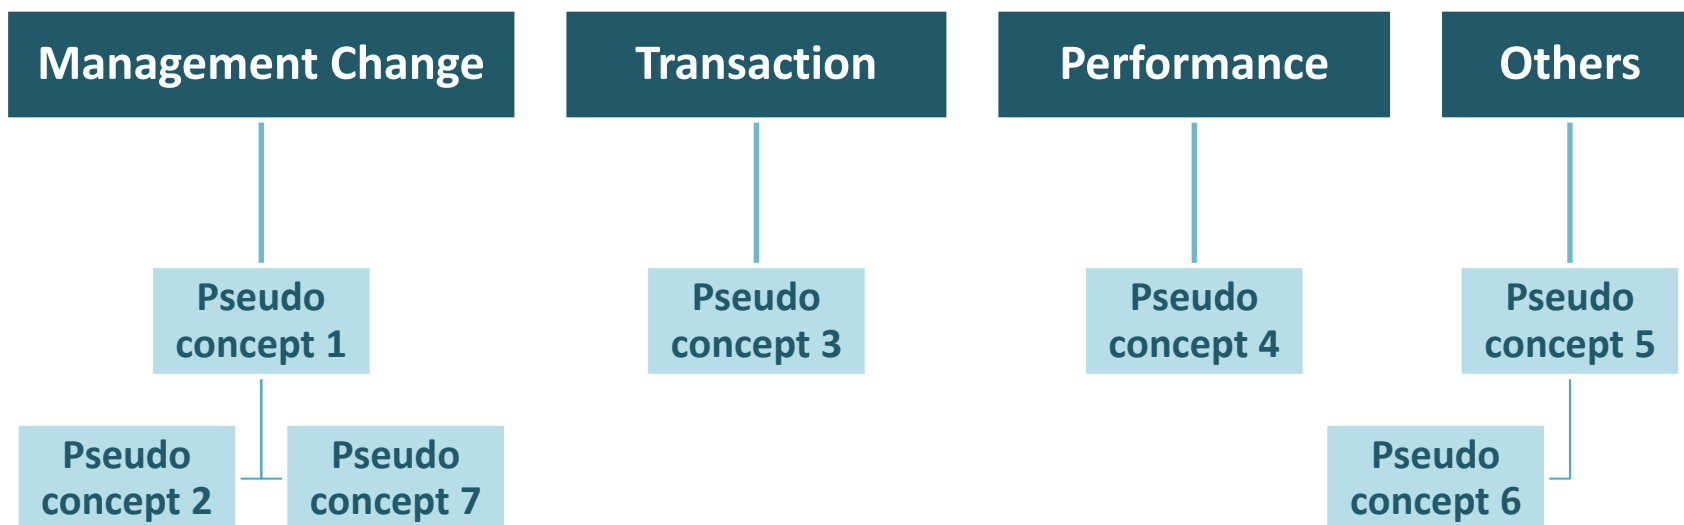 Management Change
Transaction
Performance
Others
Pseudo
concept 1
Pseudo
concept 3
Pseudo
concept 4
Pseudo
concept 5
Pseudo
concept 2
Pseudo
concept 7
Pseudo
concept 6